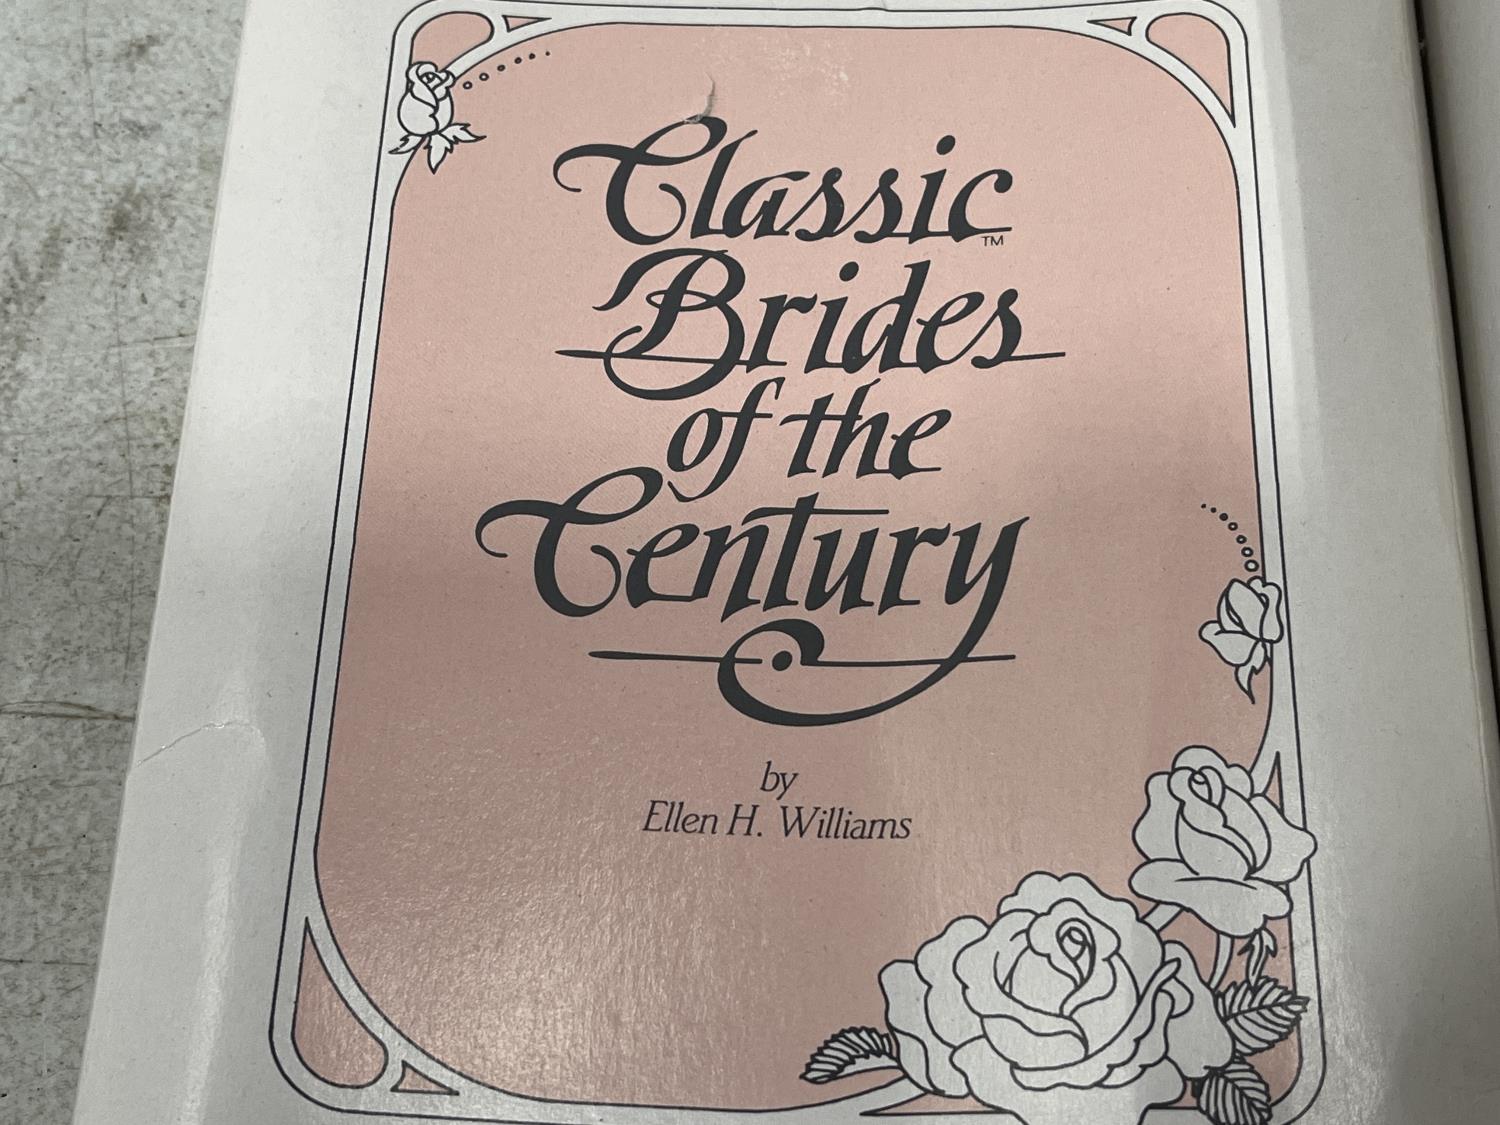 Classic™
Brides
of the
Century
by
Ellen H. Williams